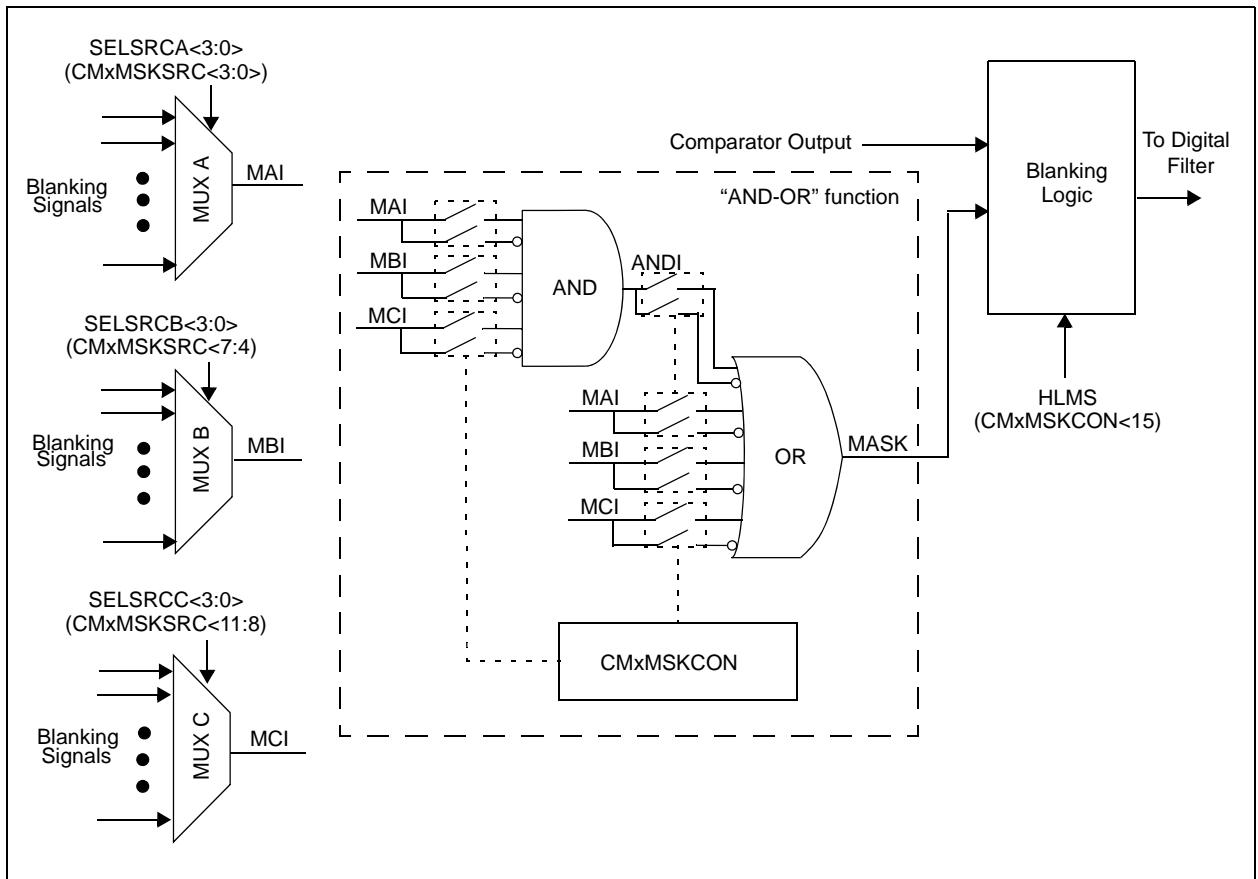 SELSRCA<3:0>
(CMxMSKSRC<3:0>)
MUX A
MAI
Blanking
Signals
SELSRCB<3:0>
(CMxMSKSRC<7:4)
MUX B
MBI
Blanking
Signals
SELSRCC<3:0>
(CMxMSKSRC<11:8)
MUX C
MCI
Blanking
Signals
Comparator Output
"AND-OR" function
MAI
MBI
MCI
AND
ANDI
MAI
MBI
MCI
OR
MASK
CMxMSKCON
Blanking
Logic
To Digital
Filter
HLMS
(CMxMSKCON<15)